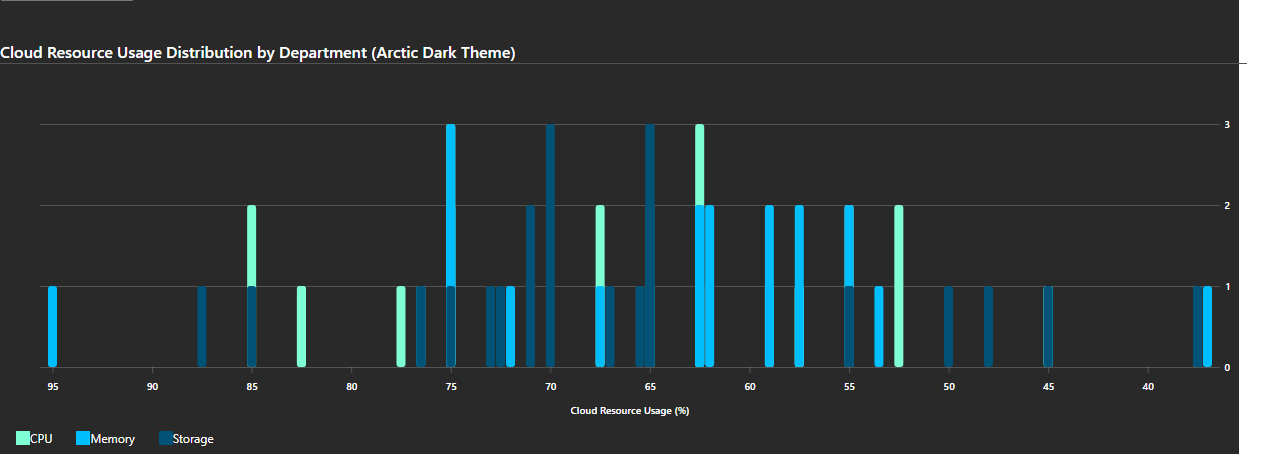 Cloud Resource Usage Distribution by Department (Arctic Dark Theme)
3
2
1
0
95 90 85 80 75 70 65 60 55 50 45 40
Cloud Resource Usage (%)
CPU Memory Storage